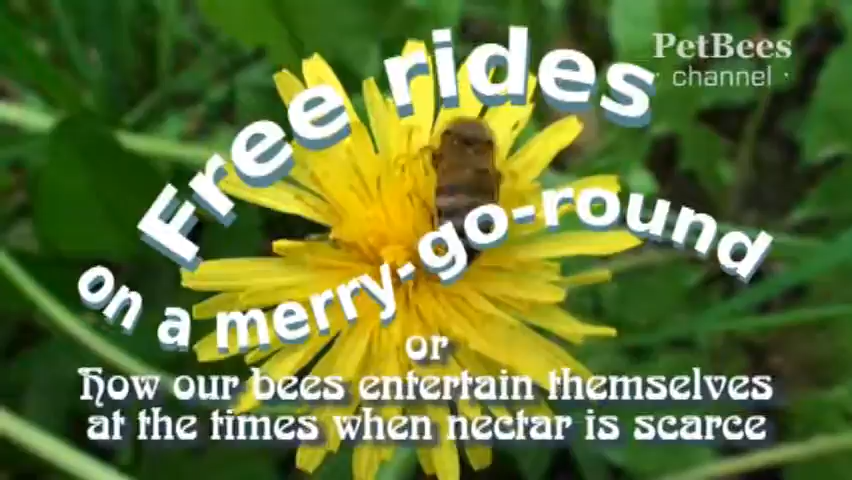 PetBees
· channel ·
Free rides
on a merry-go-round
or
how our bees entertain themselves
at the times when nectar is scarce